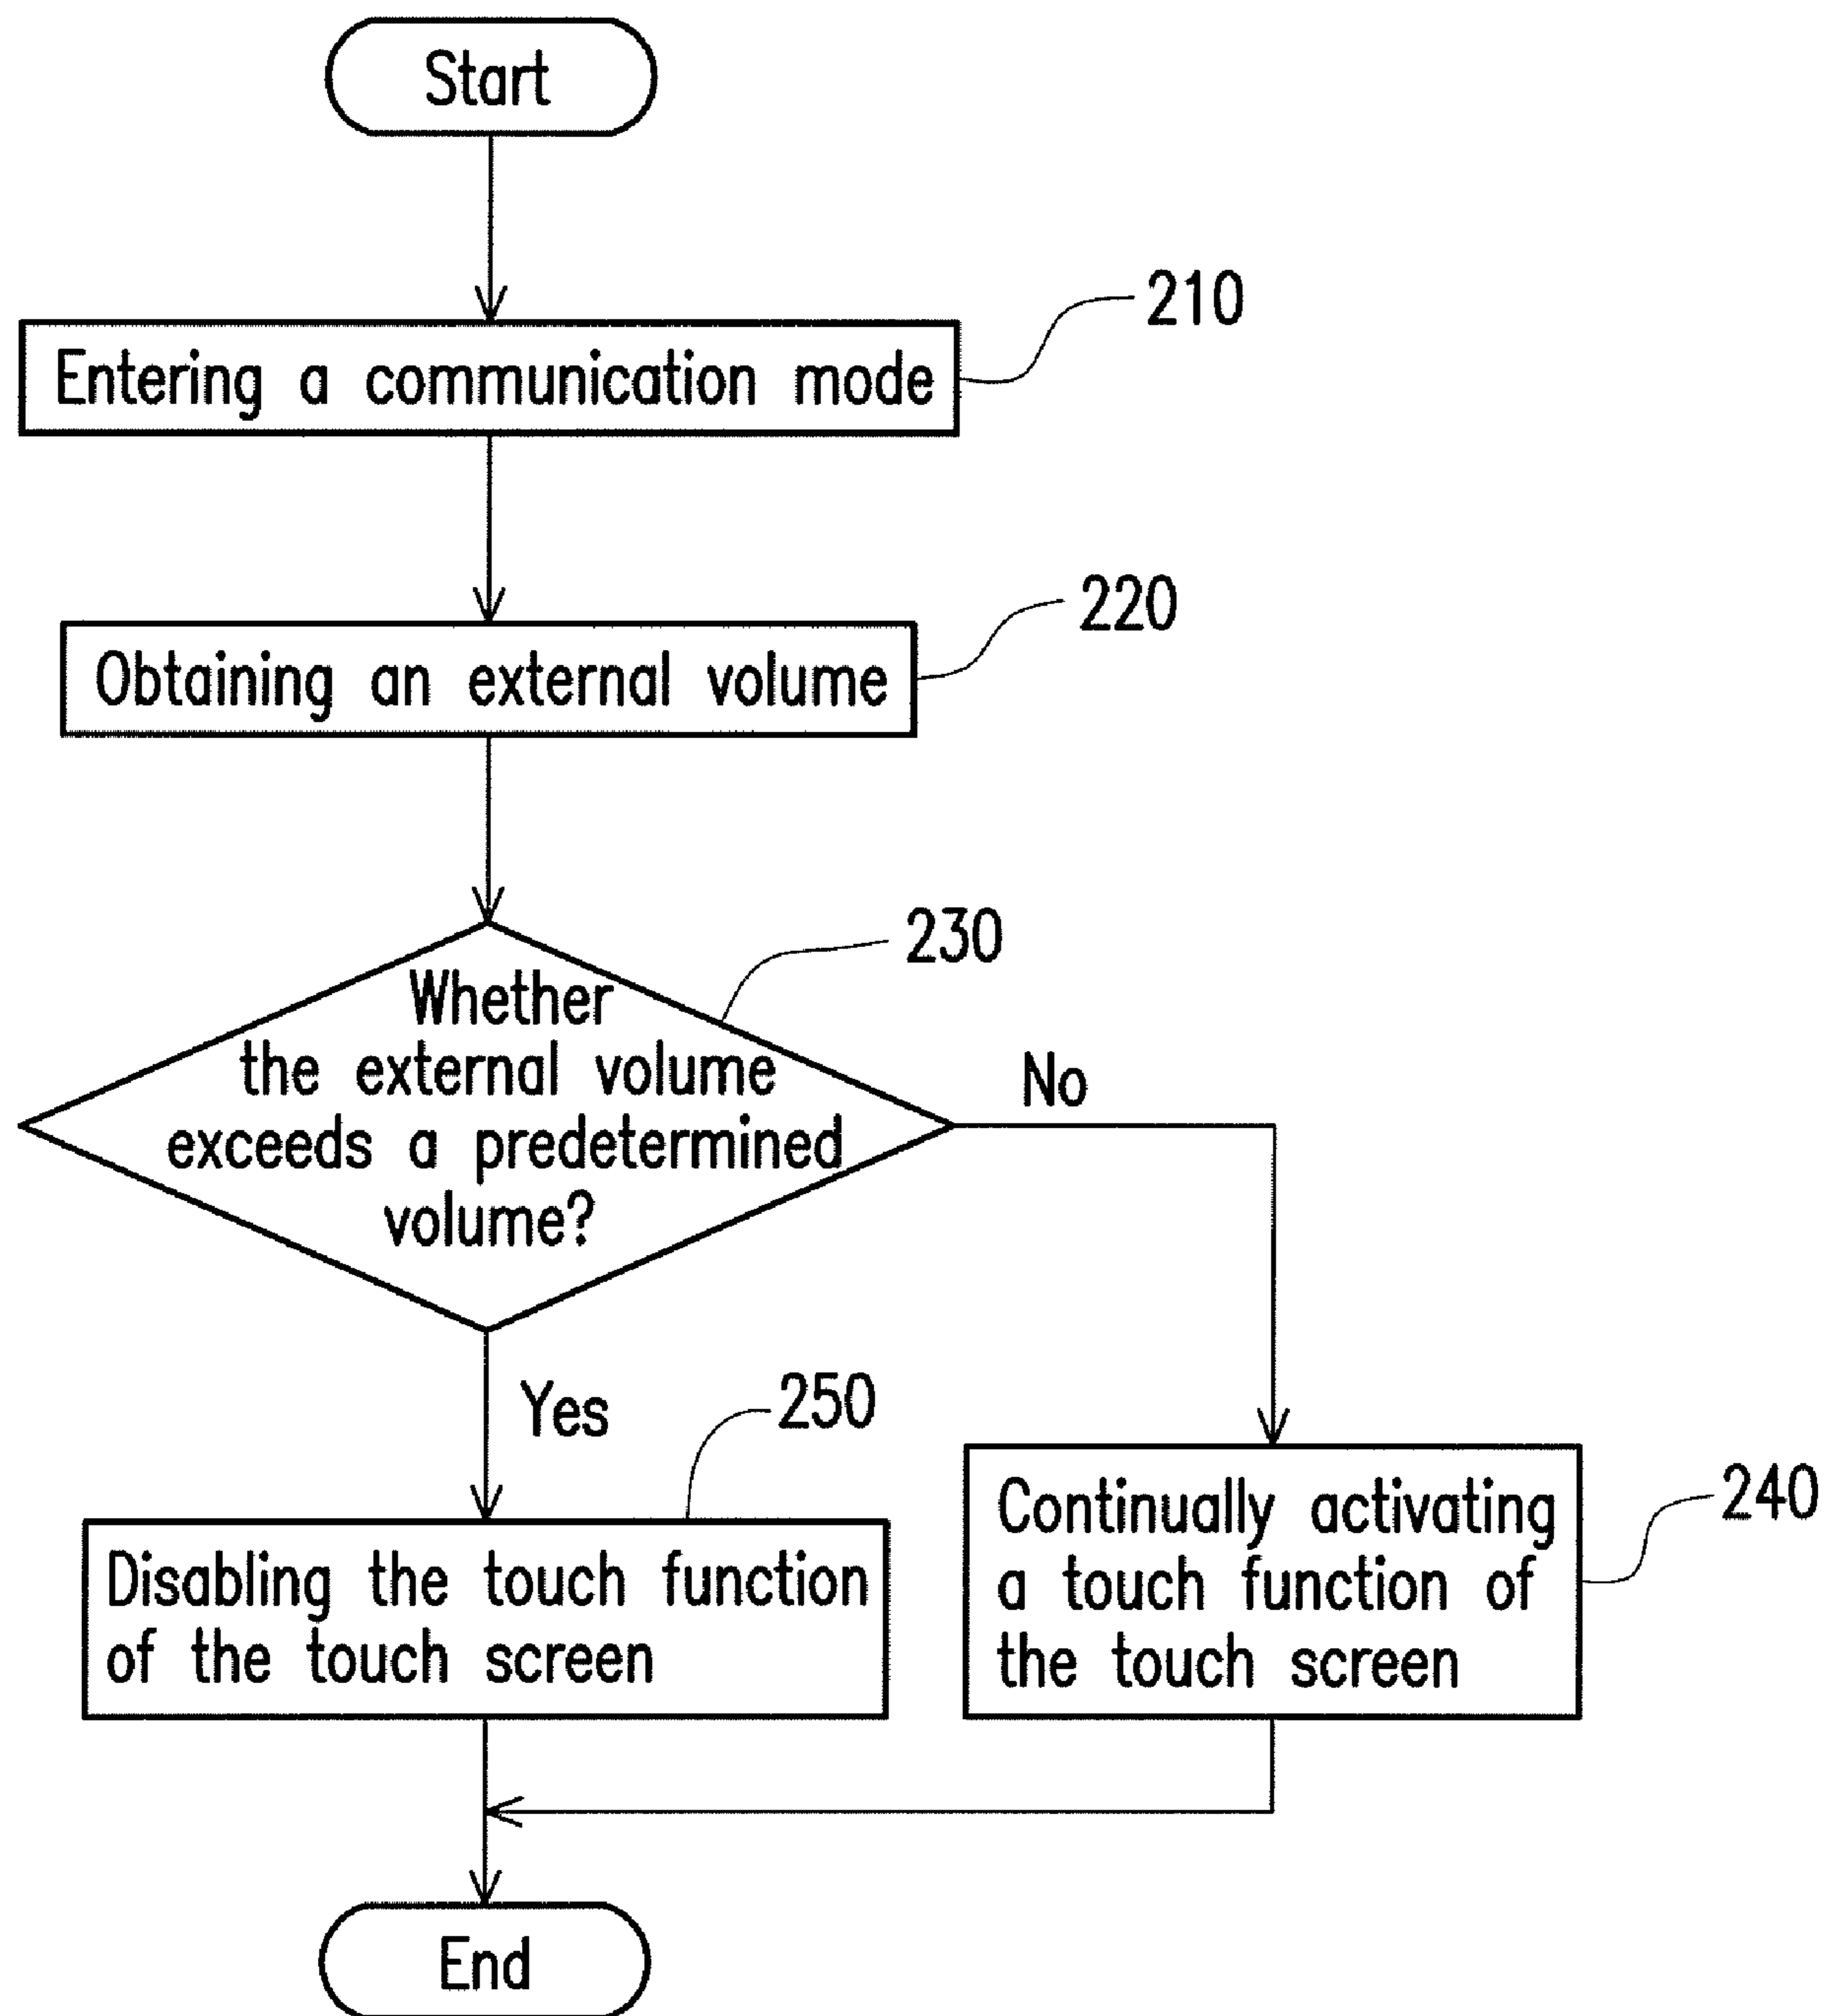 Start
210
Entering a communication mode
220
Obtaining an external volume
230
Whether
the external volume
exceeds a predetermined
volume?
No
Yes
250
Disabling the touch function
of the touch screen
240
Continually activating
a touch function of
the touch screen
End